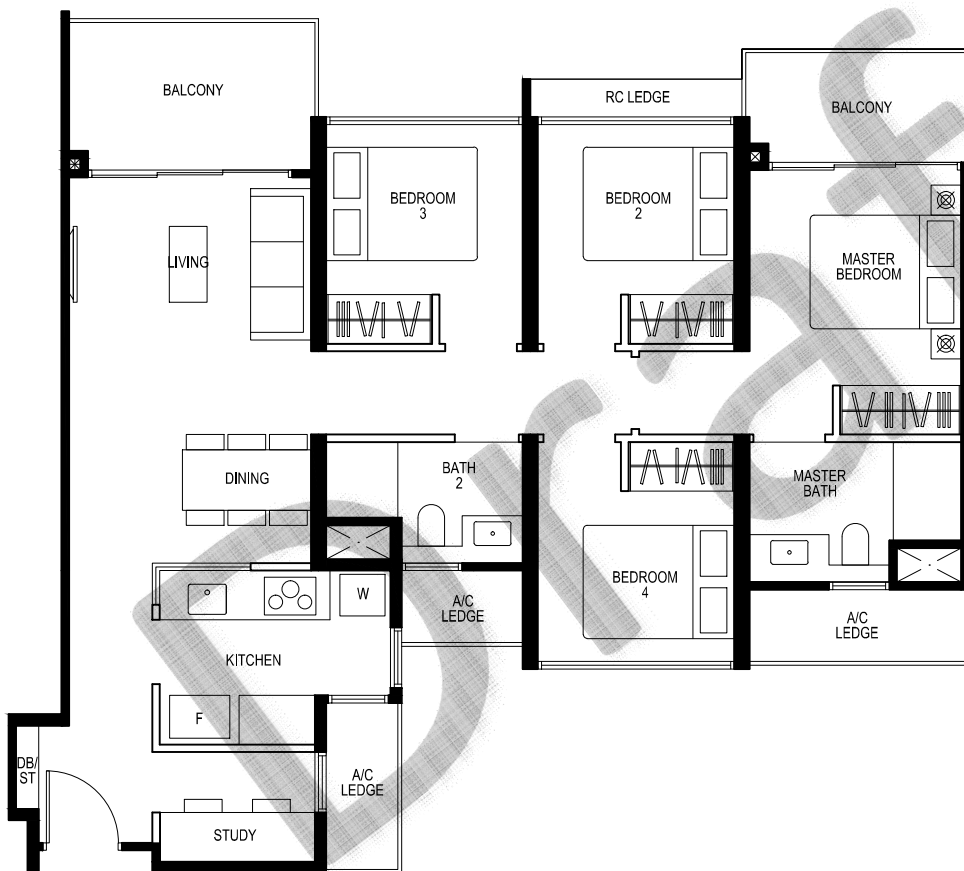 BALCONY
RC LEDGE
BALCONY
BEDROOM
3
BEDROOM
2
LIVING
MASTER
BEDROOM
DINING
BATH
2
MASTER
BATH
W
BEDROOM
4
A/C
LEDGE
A/C
LEDGE
KITCHEN
F
DB/
ST
A/C
LEDGE
STUDY
Draf